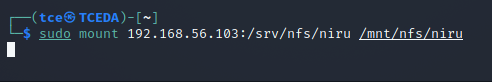 ┌──(tce㉿TCEDA)-[~]
└─$ sudo mount 192.168.56.103:/srv/nfs/niru /mnt/nfs/niru